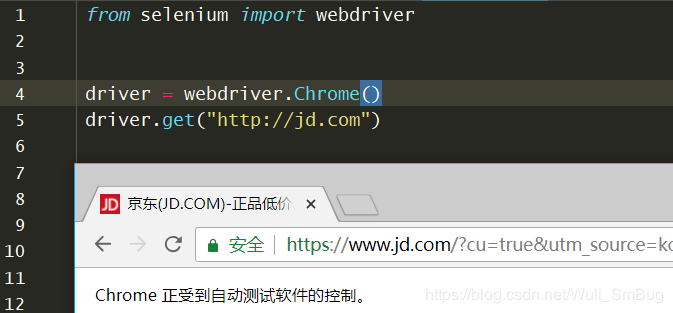 1 from selenium import webdriver
2
3
4 driver = webdriver.Chrome()
5 driver.get("http://jd.com")
6
7
8
9
10
11
12
JD 京东(JD.COM)-正品低价
安全 https://www.jd.com/?cu=true&utm_source=ko
Chrome 正受到自动测试软件的控制。
https://blog.csdn.net/Wuli_SmBug